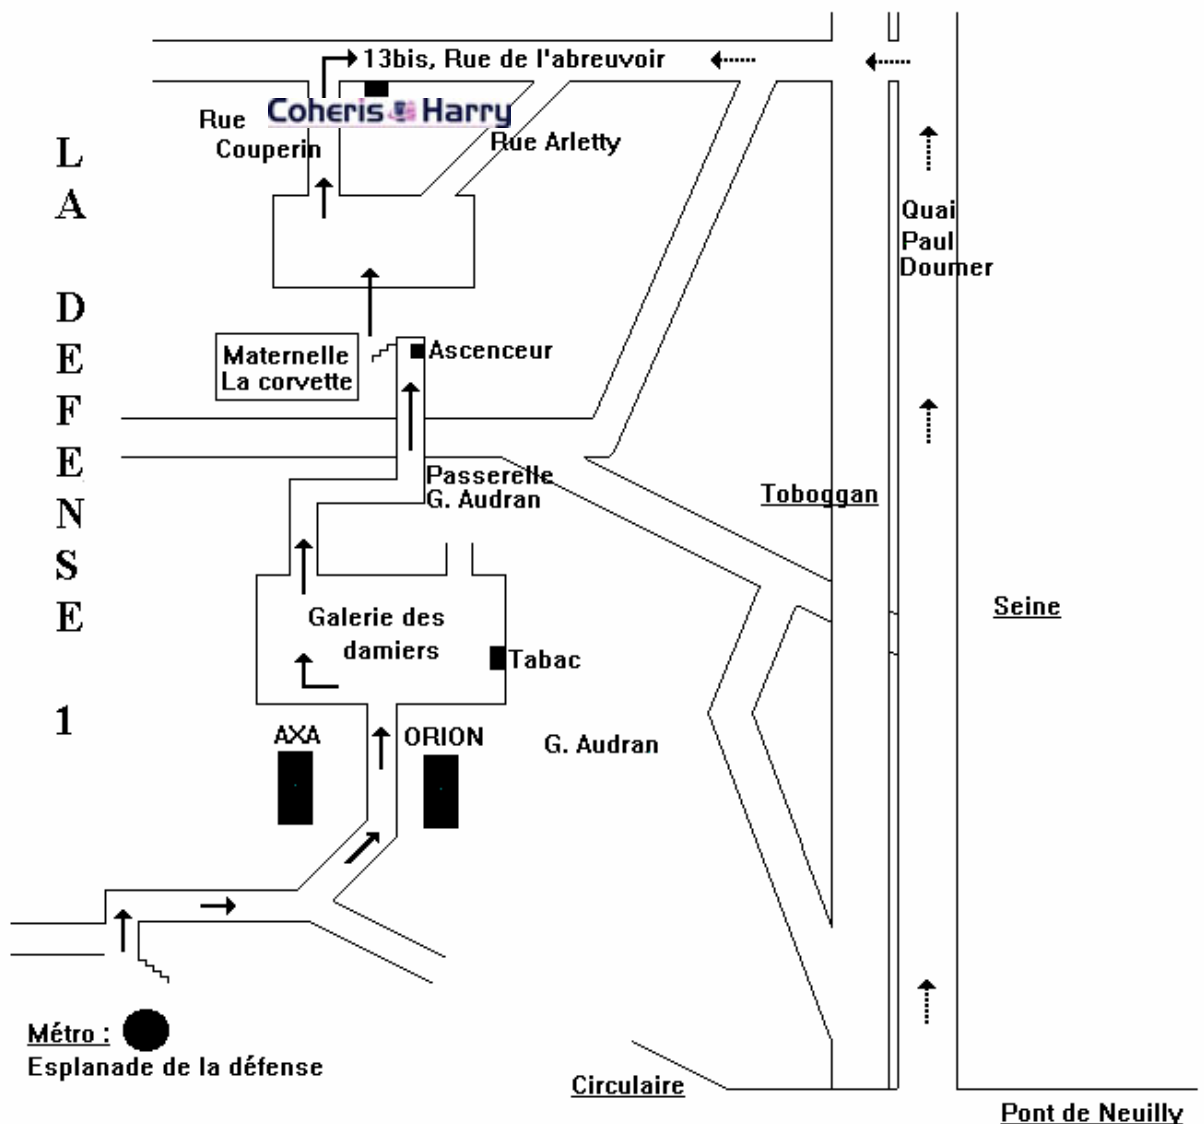 13bis, Rue de l'abreuvoir
Coheris Harry
Rue
Couperin
Rue Arletty
LA DEFENSE 1
Quai
Paul
Doumer
Maternelle
La corvette
Ascenceur
Passerelle
G. Audran
Toboggan
Galerie des
damiers
Tabac
Seine
AXA
ORION
G. Audran
Métro :
Esplanade de la défense
Circulaire
Pont de Neuilly